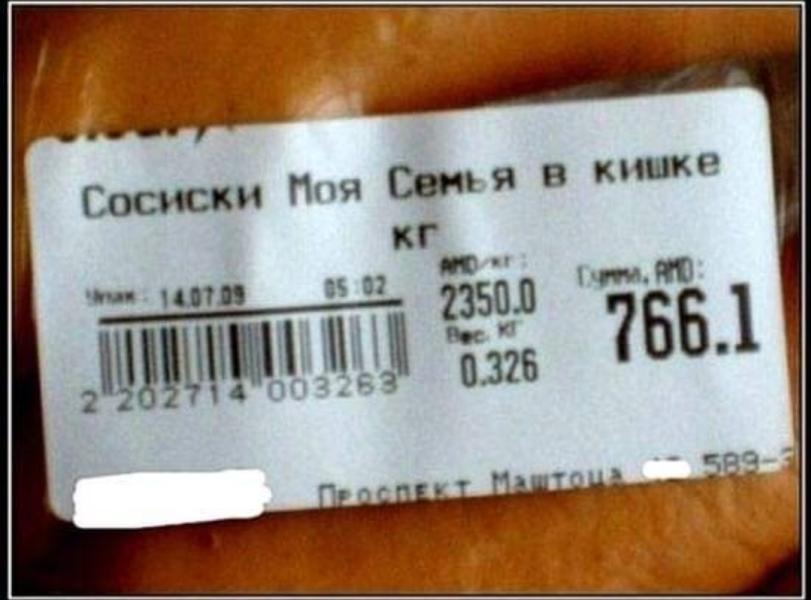 Сосиски Моя Семья в кишке
кг
Упак: 14.07.09 05:02
AMD/кг:
2350.0
Вес, КГ
0.326
Сумма, AMD:
766.1
2 202714 003263
Проспект Маштоца 589-